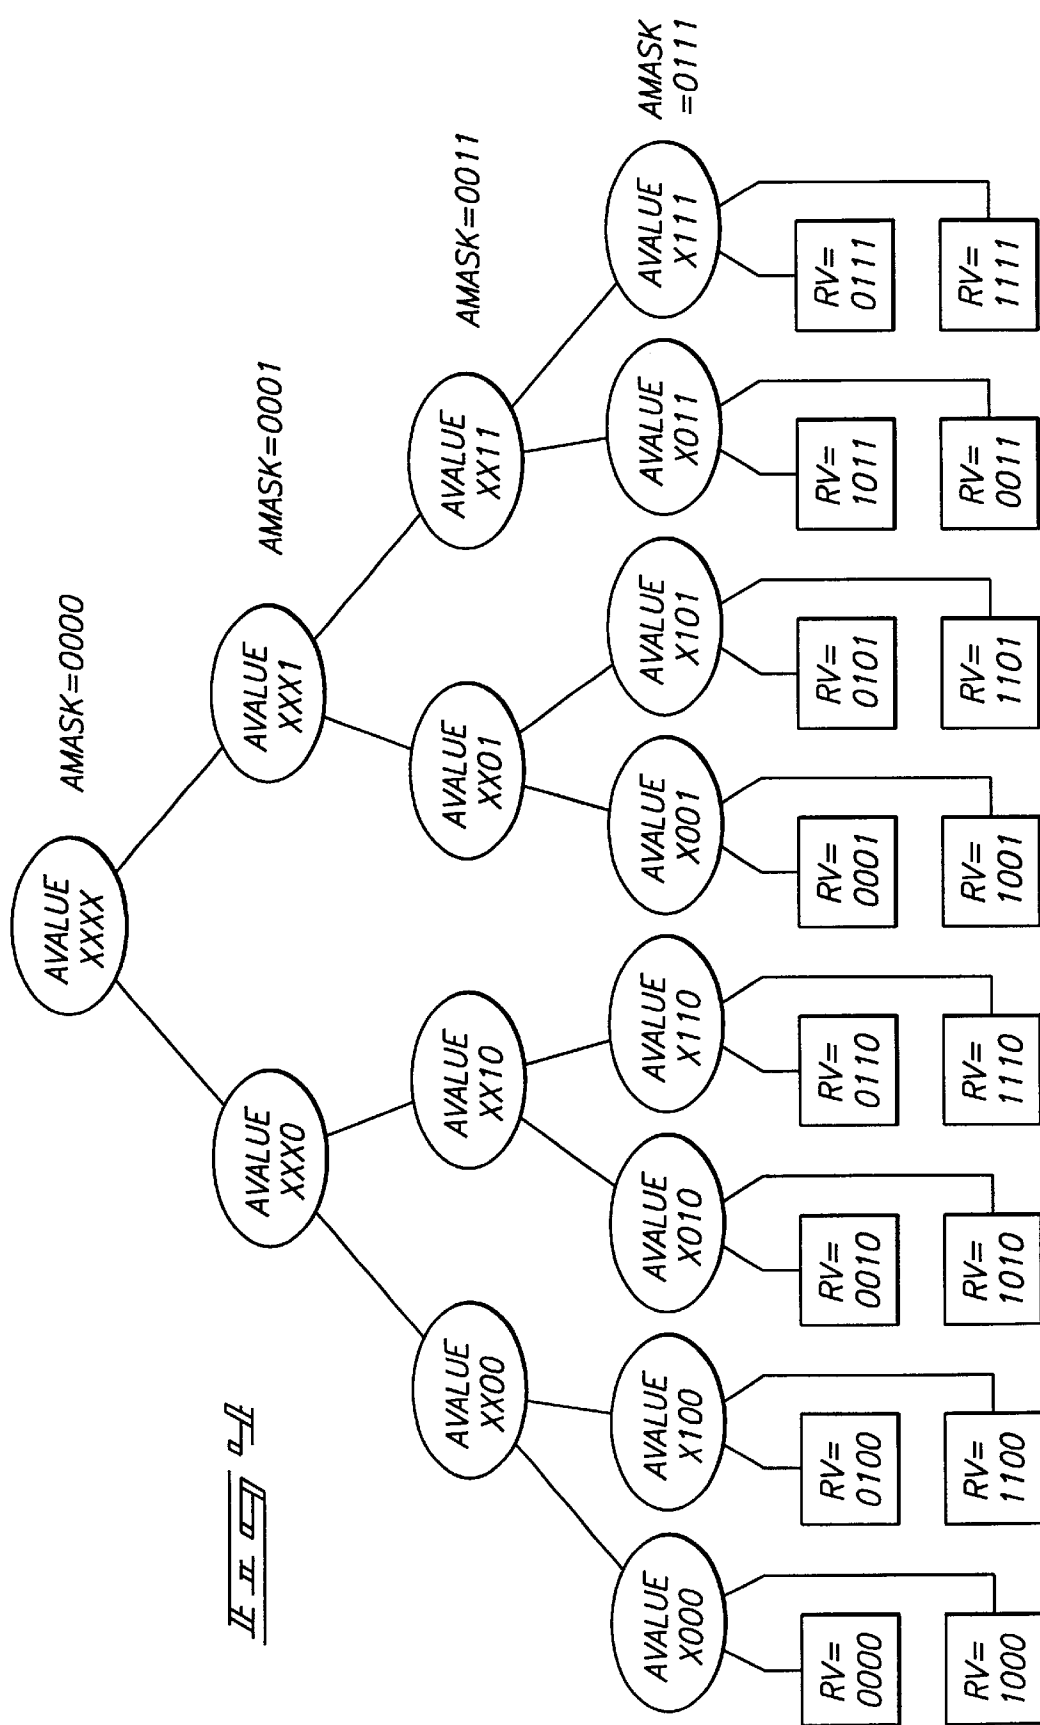 AMASK=0000
AVALUE
XXXX
AMASK=0001
AVALUE
XXX0
AVALUE
XXX1
AMASK=0011
AVALUE
XX00
AVALUE
XX10
AVALUE
XX01
AVALUE
XX11
AMASK
=0111
AVALUE
X000
AVALUE
X100
AVALUE
X010
AVALUE
X110
AVALUE
X001
AVALUE
X101
AVALUE
X011
AVALUE
X111
RV=
0000
RV=
0100
RV=
0010
RV=
0110
RV=
0001
RV=
0101
RV=
1011
RV=
0111
RV=
1000
RV=
1100
RV=
1010
RV=
1110
RV=
1001
RV=
1101
RV=
0011
RV=
1111
FIG 4